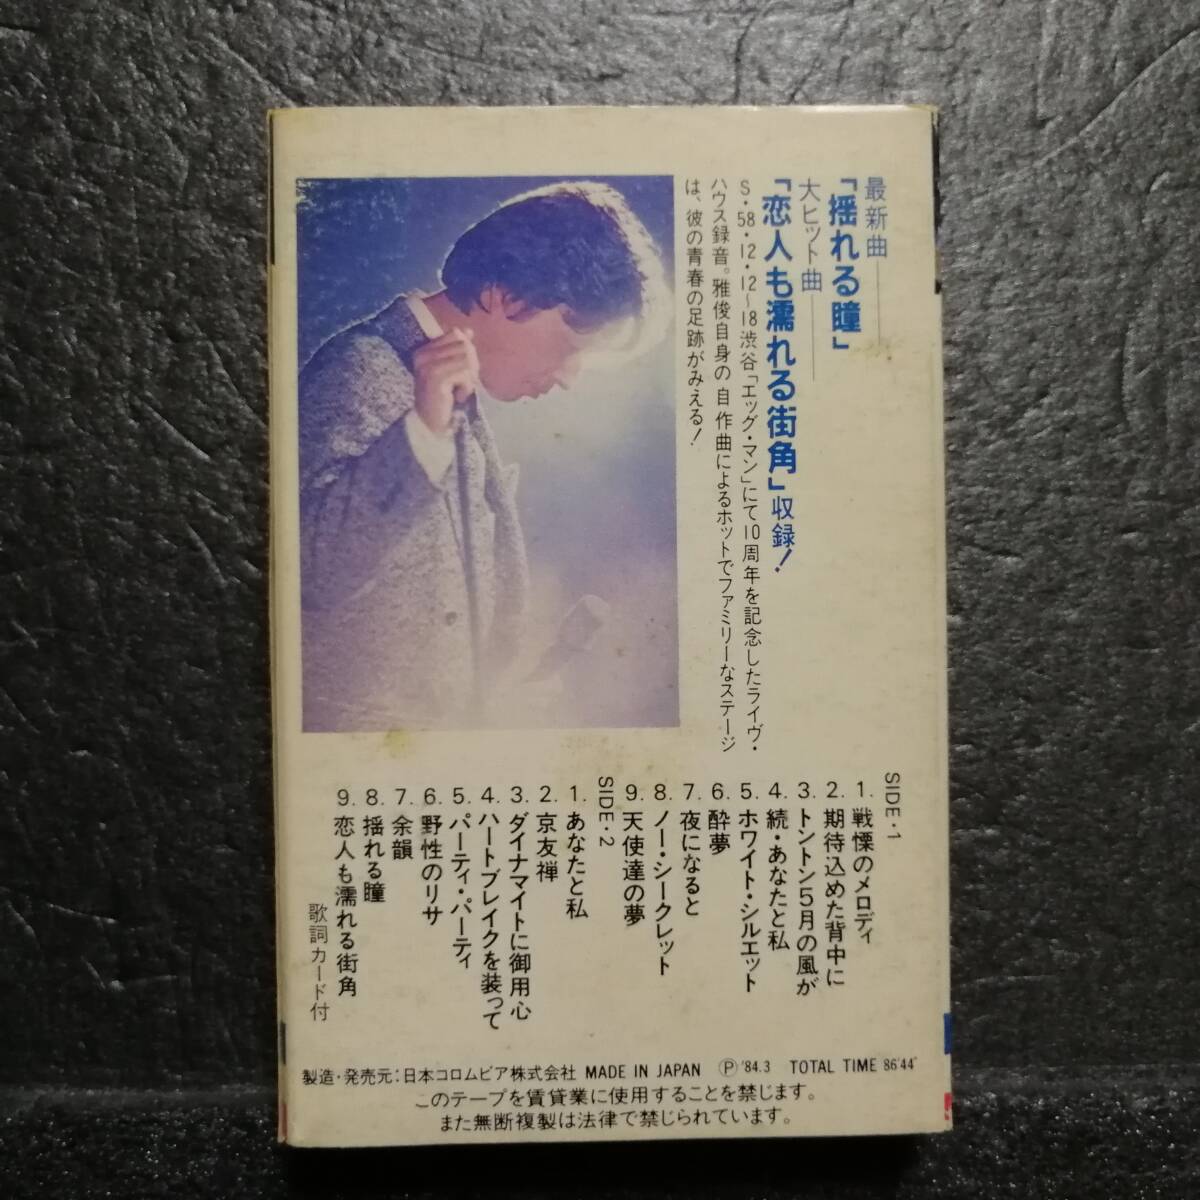 最新曲――
「揺れる瞳」
大ヒット曲――
「恋人も濡れる街角」収録！
S・58・12・12〜18渋谷「エッグ・マン」にて10周年を記念したライヴ・
ハウス録音。雅俊自身の自作曲によるホットでファミリーなステージ
は、彼の青春の足跡がみえる！
SIDE・1
1. 戦慄のメロディ
2. 期待込めた背中に
3. トントン5月の風が
4. 続・あなたと私
5. ホワイト・シルエット
6. 酔夢
7. 夜になると
8. ノー・シークレット
9. 天使達の夢
SIDE・2
1. あなたと私
2. 京友禅
3. ダイナマイトに御用心
4. ハートブレイクを装って
5. パーティ・パーティ
6. 野性のリサ
7. 余韻
8. 揺れる瞳
9. 恋人も濡れる街角
歌詞カード付
製造・発売元：日本コロムビア株式会社 MADE IN JAPAN Ⓟ '84.3 TOTAL TIME 86'44"
このテープを賃貸業に使用することを禁じます。
また無断複製は法律で禁じられています。